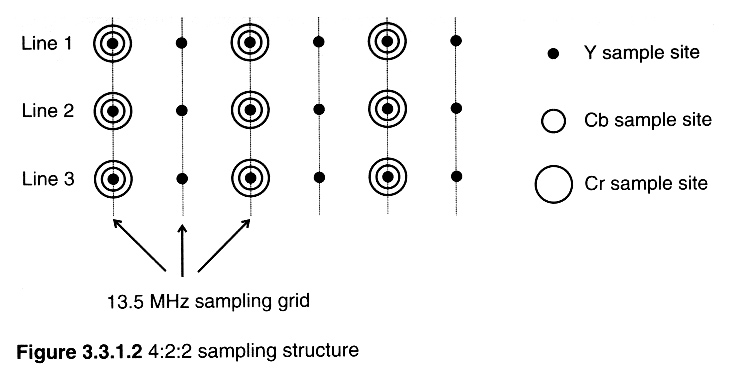 Line 1
Line 2
Line 3
Y sample site
Cb sample site
Cr sample site
13.5 MHz sampling grid
Figure 3.3.1.2 4:2:2 sampling structure